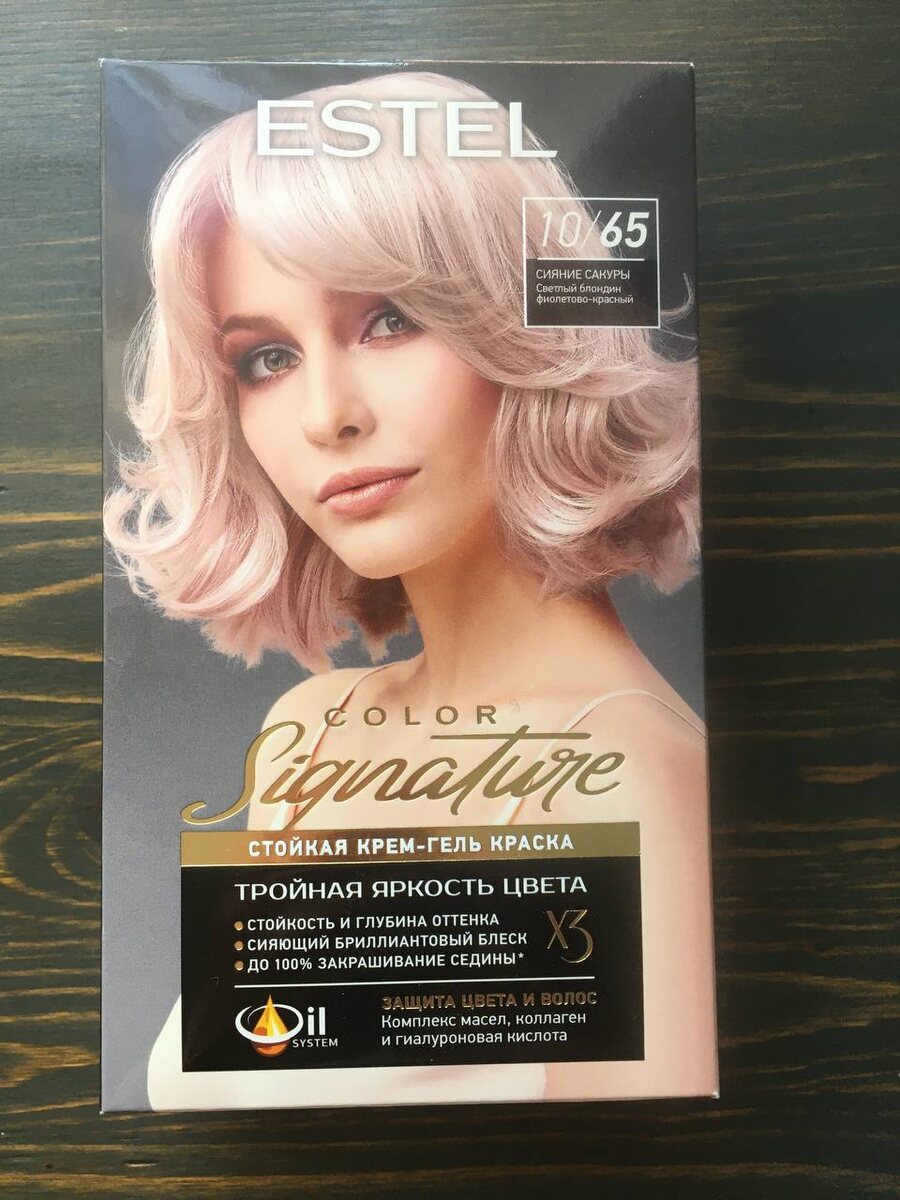 ESTEL
10/65
СИЯНИЕ САКУРЫ
Светлый блондин
фиолетово-красный
COLOR
Signature
СТОЙКАЯ КРЕМ-ГЕЛЬ КРАСКА
ТРОЙНАЯ ЯРКОСТЬ ЦВЕТА
• СТОЙКОСТЬ И ГЛУБИНА ОТТЕНКА
• СИЯЮЩИЙ БРИЛЛИАНТОВЫЙ БЛЕСК
• ДО 100% ЗАКРАШИВАНИЕ СЕДИНЫ*
X3
Oil
SYSTEM
ЗАЩИТА ЦВЕТА И ВОЛОС
Комплекс масел, коллаген
и гиалуроновая кислота